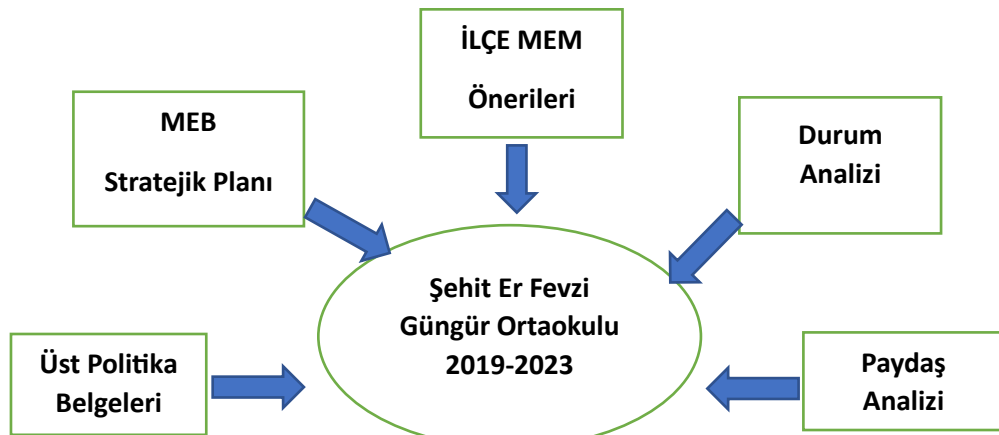 İLÇE MEM
Önerileri
MEB
Stratejik Planı
Durum
Analizi
Şehit Er Fevzi
Güngür Ortaokulu
2019-2023
Üst Politika
Belgeleri
Paydaş
Analizi